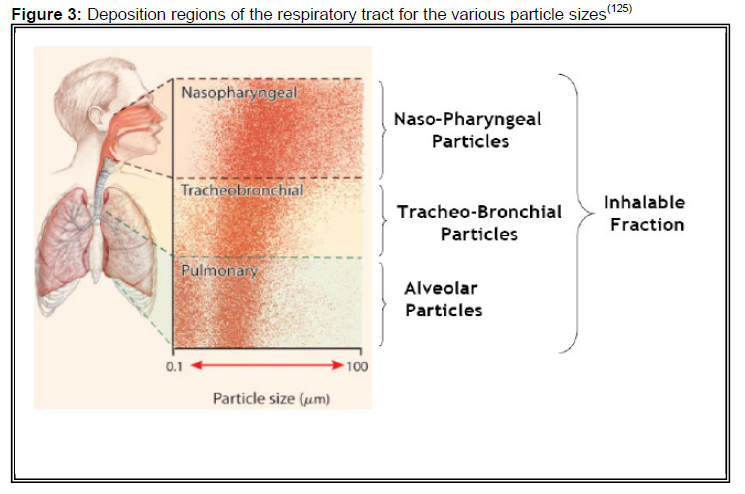 Figure 3: Deposition regions of the respiratory tract for the various particle sizes(125)
Nasopharyngeal
Naso-Pharyngeal
Particles
Tracheobronchial
Tracheo-Bronchial
Particles
Inhalable
Fraction
Pulmonary
Alveolar
Particles
0.1
100
Particle size (μm)